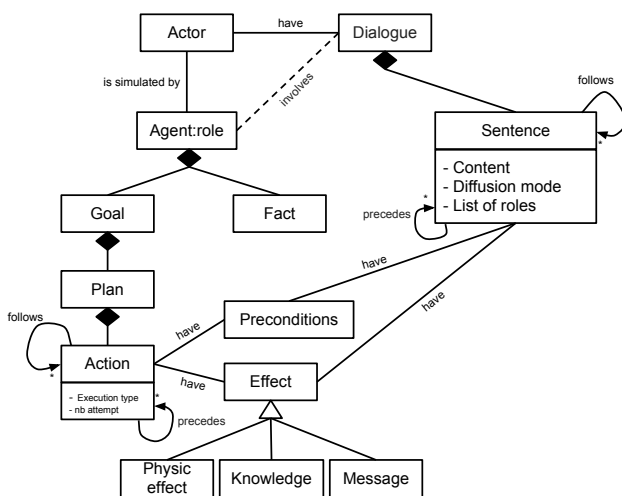 Actor
have
Dialogue
is simulated by
involves
follows
*
Agent:role
Sentence
- Content
- Diffusion mode
- List of roles
*
precedes
Goal
Fact
Plan
have
have
follows
have
Preconditions
*
Action
- Execution type
- nb attempt
*
precedes
have
Effect
Physic
effect
Knowledge
Message